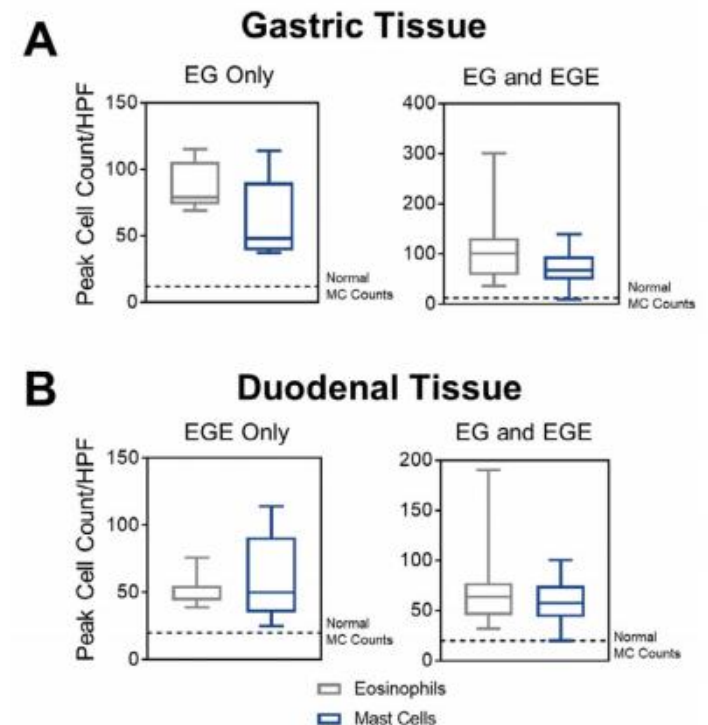 A
Gastric Tissue
EG Only
EG and EGE
Peak Cell Count/HPF
150
100
50
0
Normal
MC Counts
400
300
200
100
0
Normal
MC Counts
B
Duodenal Tissue
EGE Only
EG and EGE
Peak Cell Count/HPF
150
100
50
0
Normal
MC Counts
200
150
100
50
0
Normal
MC Counts
Eosinophils
Mast Cells